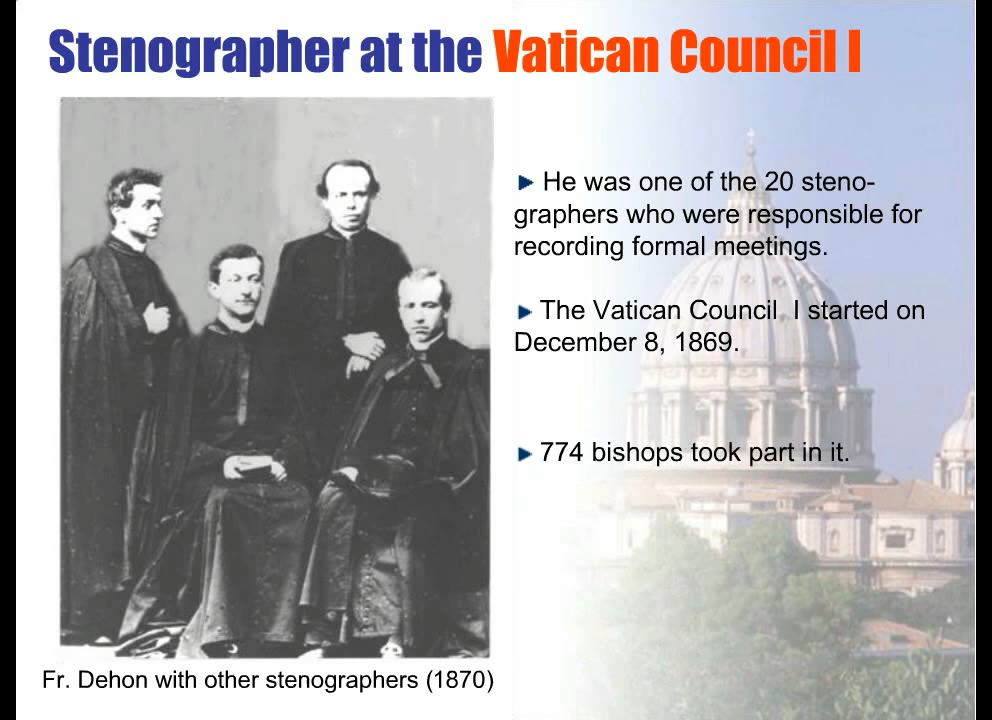 Stenographer at the Vatican Council I
► He was one of the 20 steno-
graphers who were responsible for
recording formal meetings.
► The Vatican Council I started on
December 8, 1869.
► 774 bishops took part in it.
Fr. Dehon with other stenographers (1870)